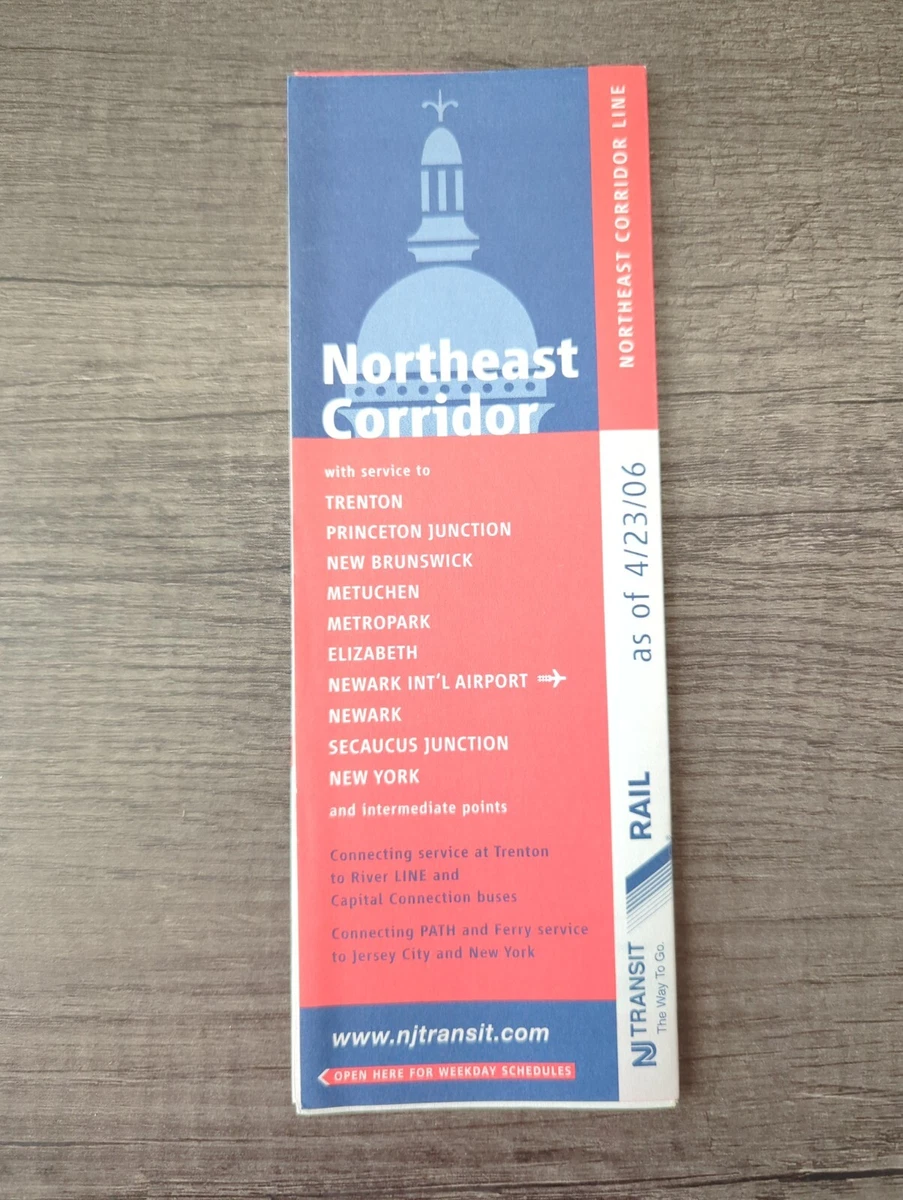 Northeast
Corridor
with service to
TRENTON
PRINCETON JUNCTION
NEW BRUNSWICK
METUCHEN
METROPARK
ELIZABETH
NEWARK INT'L AIRPORT
NEWARK
SECAUCUS JUNCTION
NEW YORK
and intermediate points
Connecting service at Trenton
to River LINE and
Capital Connection buses
Connecting PATH and Ferry service
to Jersey City and New York
www.njtransit.com
OPEN HERE FOR WEEKDAY SCHEDULES
NORTHEAST CORRIDOR LINE
as of 4/23/06
RAIL
NJ TRANSIT
The Way To Go.